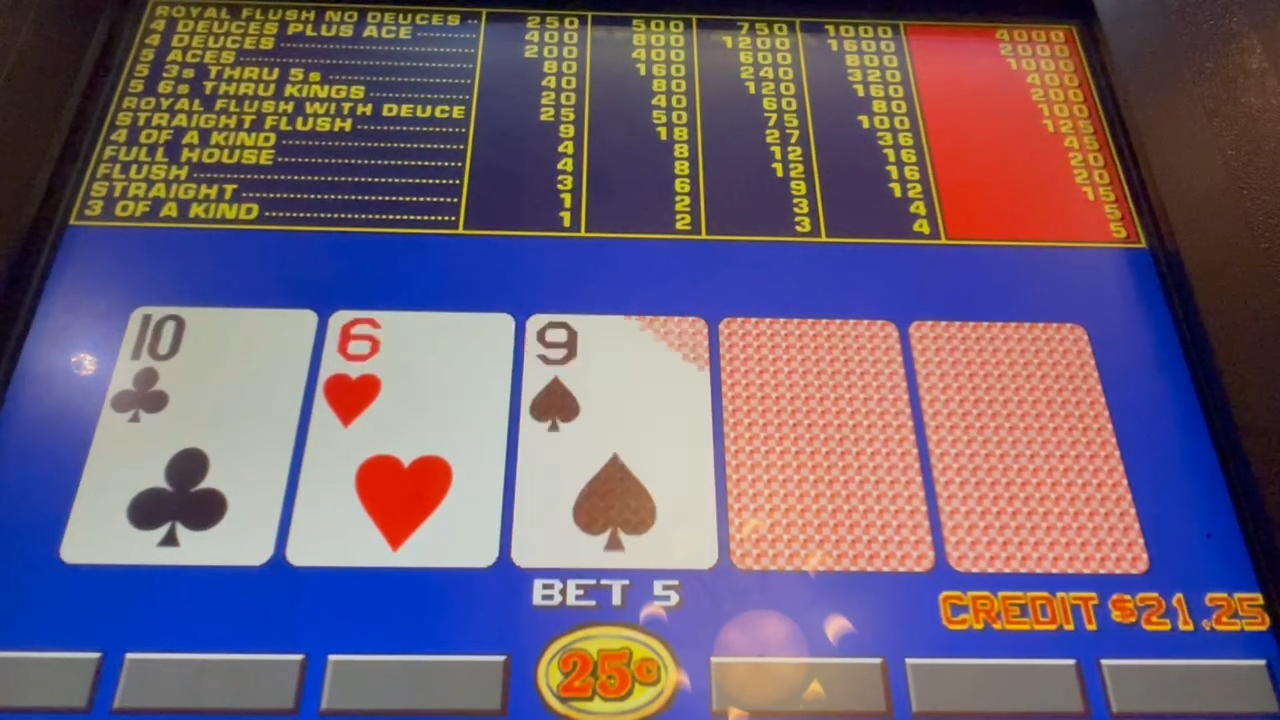 ROYAL FLUSH NO DEUCES .. 250 500 750 1000 4000
4 DEUCES PLUS ACE 400 800 1200 1600 2000
4 DEUCES 200 400 600 800 1000
5 ACES 80 160 240 320 400
5 3s THRU 5s 40 80 120 160 200
5 6s THRU KINGS 20 40 60 80 100
ROYAL FLUSH WITH DEUCE 25 50 75 100 125
STRAIGHT FLUSH 9 18 27 36 45
4 OF A KIND 4 8 12 16 20
FULL HOUSE 4 8 12 16 20
FLUSH 3 6 9 12 15
STRAIGHT 1 2 3 4 5
3 OF A KIND 1 2 3 4 5
10 6 9
BET 5
CREDIT $21.25
25¢